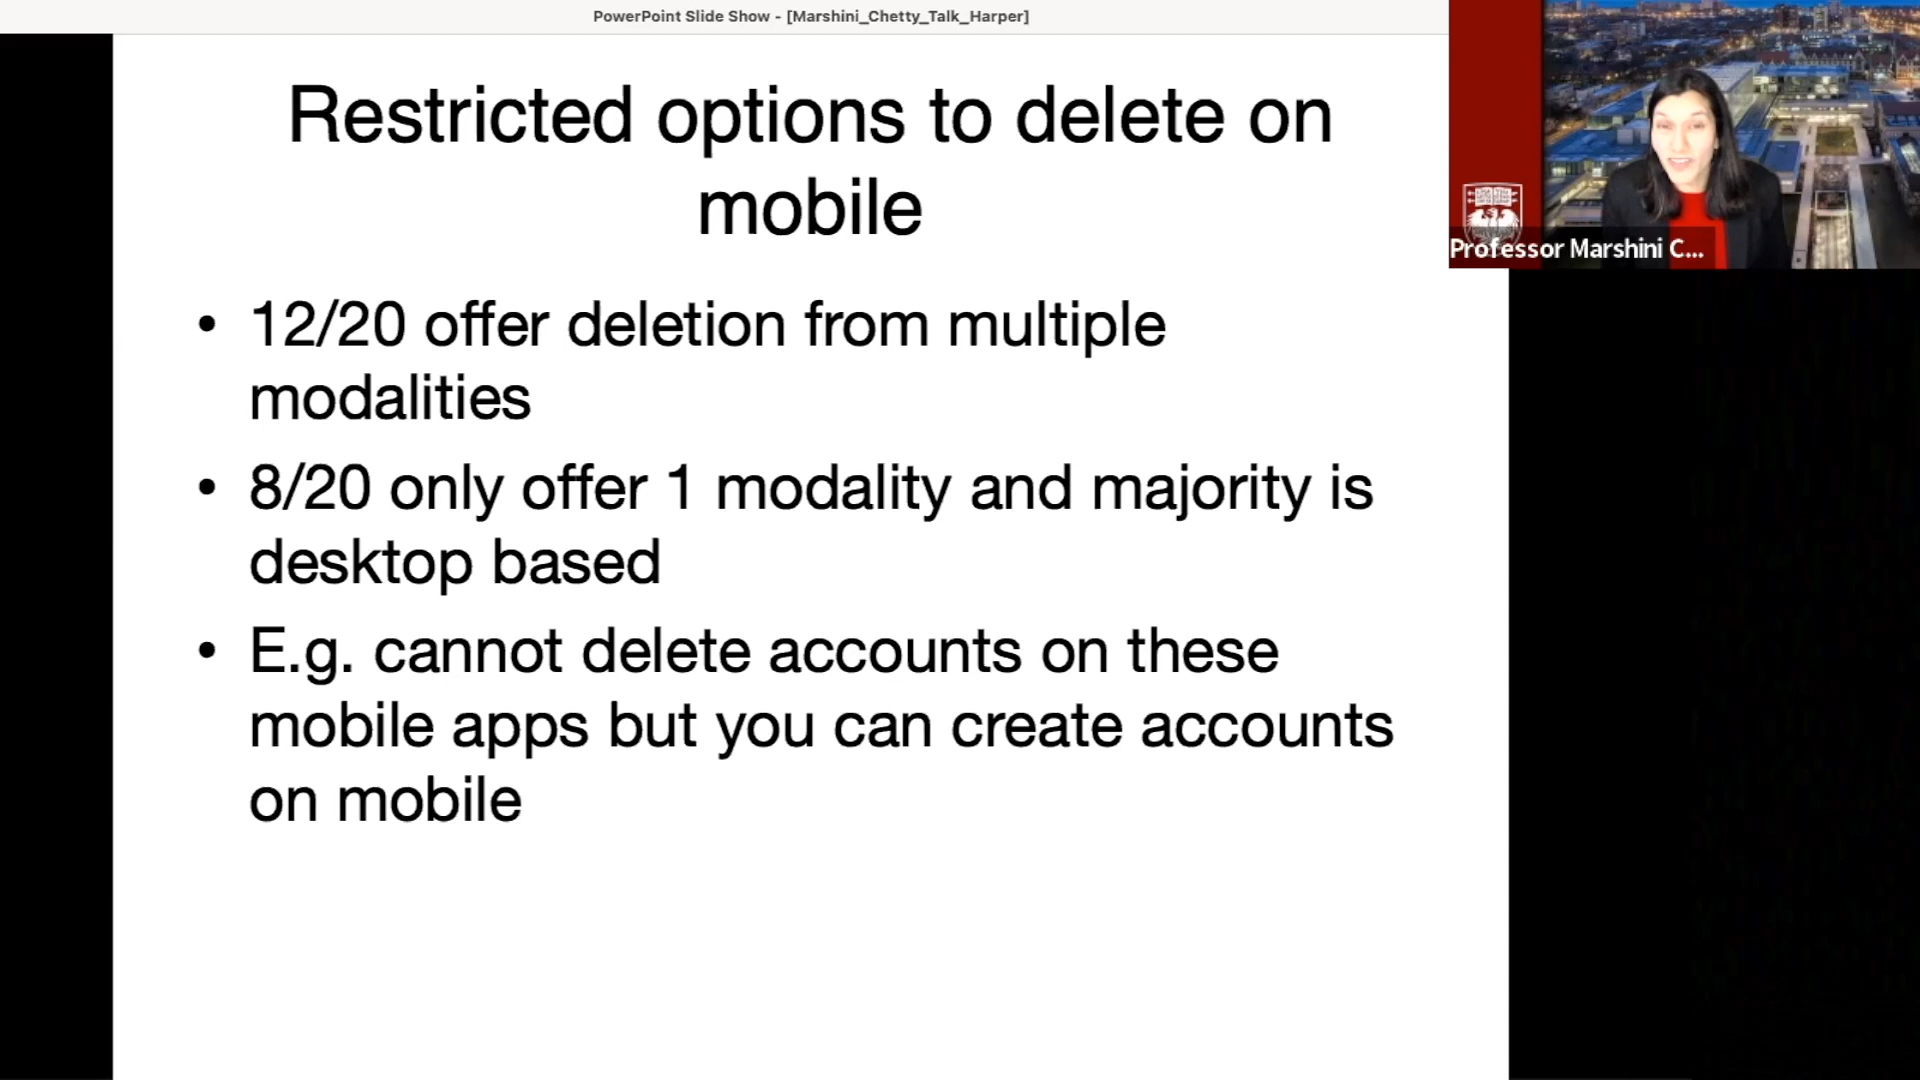 PowerPoint Slide Show - [Marshini_Chetty_Talk_Harper]
Restricted options to delete on
mobile
• 12/20 offer deletion from multiple
modalities
• 8/20 only offer 1 modality and majority is
desktop based
• E.g. cannot delete accounts on these
mobile apps but you can create accounts
on mobile
Professor Marshini C...